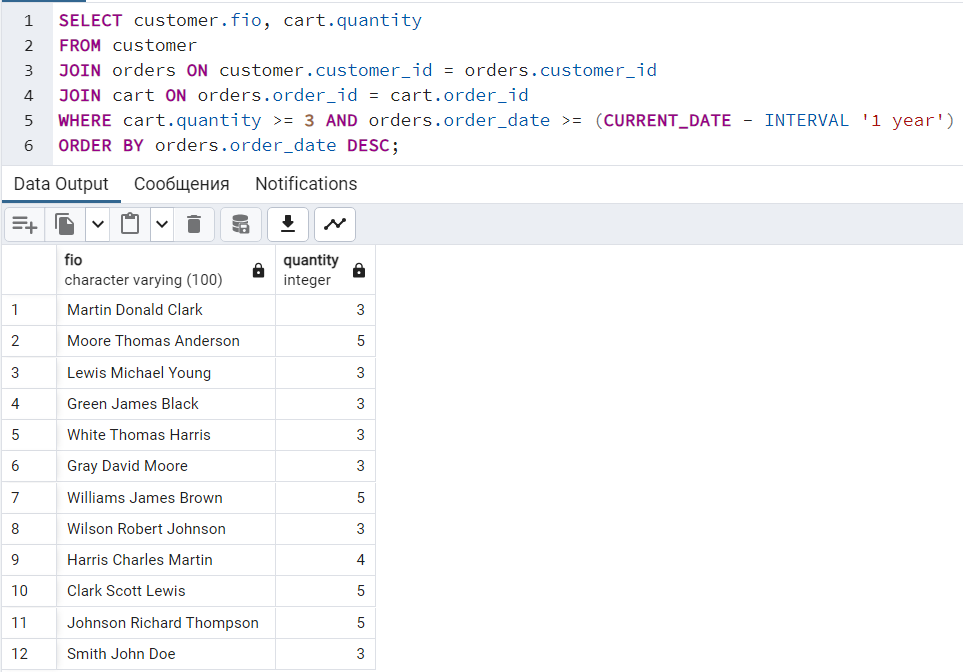 1 SELECT customer.fio, cart.quantity
2 FROM customer
3 JOIN orders ON customer.customer_id = orders.customer_id
4 JOIN cart ON orders.order_id = cart.order_id
5 WHERE cart.quantity >= 3 AND orders.order_date >= (CURRENT_DATE - INTERVAL '1 year')
6 ORDER BY orders.order_date DESC;
Data Output Сообщения Notifications
fio quantity
character varying (100) integer
1 Martin Donald Clark 3
2 Moore Thomas Anderson 5
3 Lewis Michael Young 3
4 Green James Black 3
5 White Thomas Harris 3
6 Gray David Moore 3
7 Williams James Brown 5
8 Wilson Robert Johnson 3
9 Harris Charles Martin 4
10 Clark Scott Lewis 5
11 Johnson Richard Thompson 5
12 Smith John Doe 3